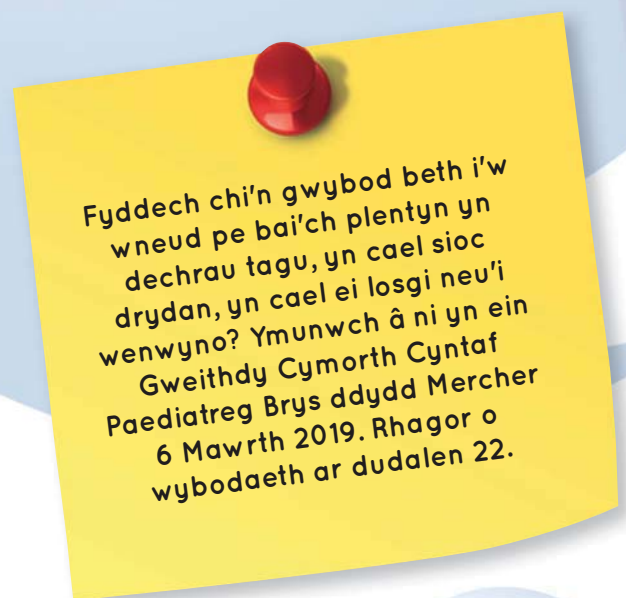 Fyddech chi'n gwybod beth i'w
wneud pe bai'ch plentyn yn
dechrau tagu, yn cael sioc
drydan, yn cael ei losgi neu'i
wenwyno? Ymunwch â ni yn ein
Gweithdy Cymorth Cyntaf
Paediatreg Brys ddydd Mercher
6 Mawrth 2019. Rhagor o
wybodaeth ar dudalen 22.